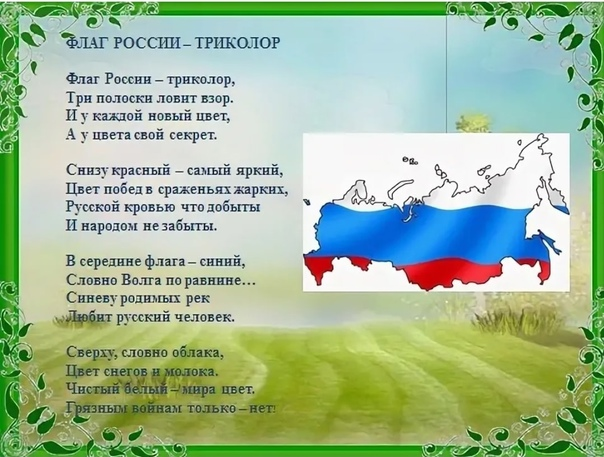 ФЛАГ РОССИИ – ТРИКОЛОР
Флаг России – триколор,
Три полоски ловит взор.
И у каждой новый цвет,
А у цвета свой секрет.
Снизу красный – самый яркий,
Цвет побед в сраженьях жарких,
Русской кровью что добыты
И народом не забыты.
В середине флага – синий,
Словно Волга по равнине…
Синеву родимых рек
Любит русский человек.
Сверху, словно облака,
Цвет снегов и молока.
Чистый белый – мира цвет.
Грязным войнам только – нет!